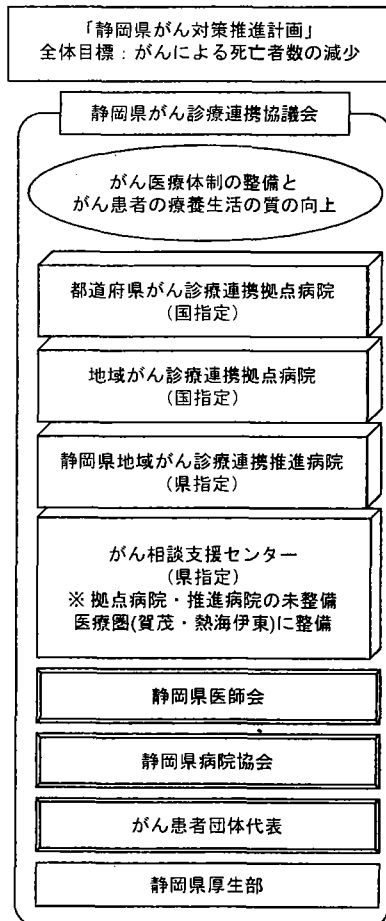 「静岡県がん対策推進計画」
全体目標：がんによる死亡者数の減少
静岡県がん診療連携協議会
がん医療体制の整備と
がん患者の療養生活の質の向上
都道府県がん診療連携拠点病院
（国指定）
地域がん診療連携拠点病院
（国指定）
静岡県地域がん診療連携推進病院
（県指定）
がん相談支援センター
（県指定）
※ 拠点病院・推進病院の未整備
医療圏(賀茂・熱海伊東)に整備
静岡県医師会
静岡県病院協会
がん患者団体代表
静岡県厚生部